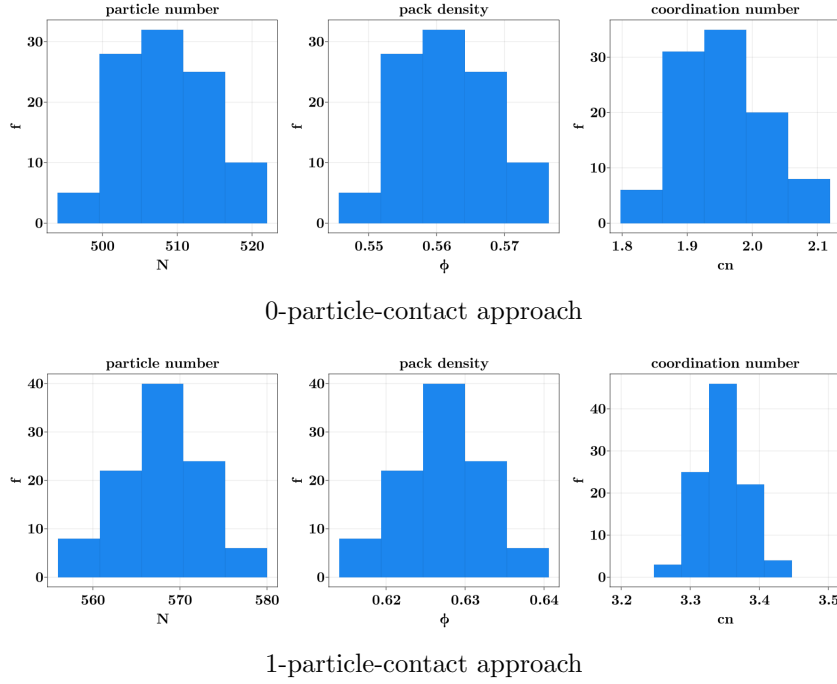 particle number pack density coordination number
30 30 30
20 20 20
f f f
10 10 10
0 0 0
500 510 520 0.55 0.56 0.57 1.8 1.9 2.0 2.1
N ϕ cn
0-particle-contact approach
particle number pack density coordination number
40 40 40
30 30 30
f 20 f 20 f 20
10 10 10
0 0 0
560 570 580 0.62 0.63 0.64 3.2 3.3 3.4 3.5
N ϕ cn
1-particle-contact approach